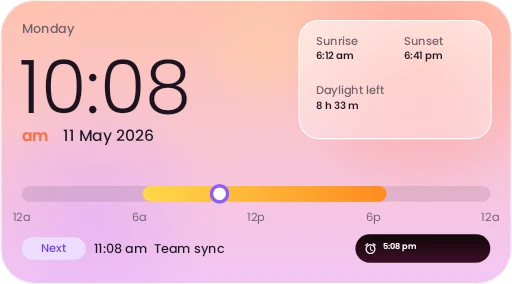 Monday
10:08
am 11 May 2026
Sunrise Sunset
6:12 am 6:41 pm
Daylight left
8 h 33 m
12a 6a 12p 6p 12a
Next 11:08 am Team sync
5:08 pm